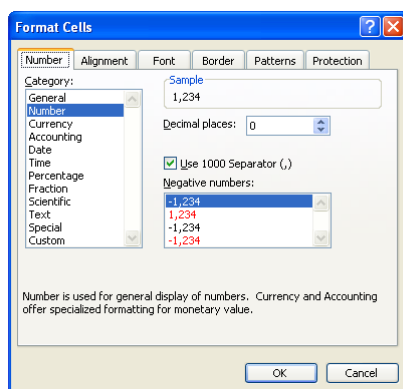 Format Cells
Number Alignment Font Border Patterns Protection
Category:
General
Number
Currency
Accounting
Date
Time
Percentage
Fraction
Scientific
Text
Special
Custom
Sample
1,234
Decimal places: 0
Use 1000 Separator (,)
Negative numbers:
-1,234
1,234
-1,234
-1,234
Number is used for general display of numbers. Currency and Accounting
offer specialized formatting for monetary value.
OK Cancel